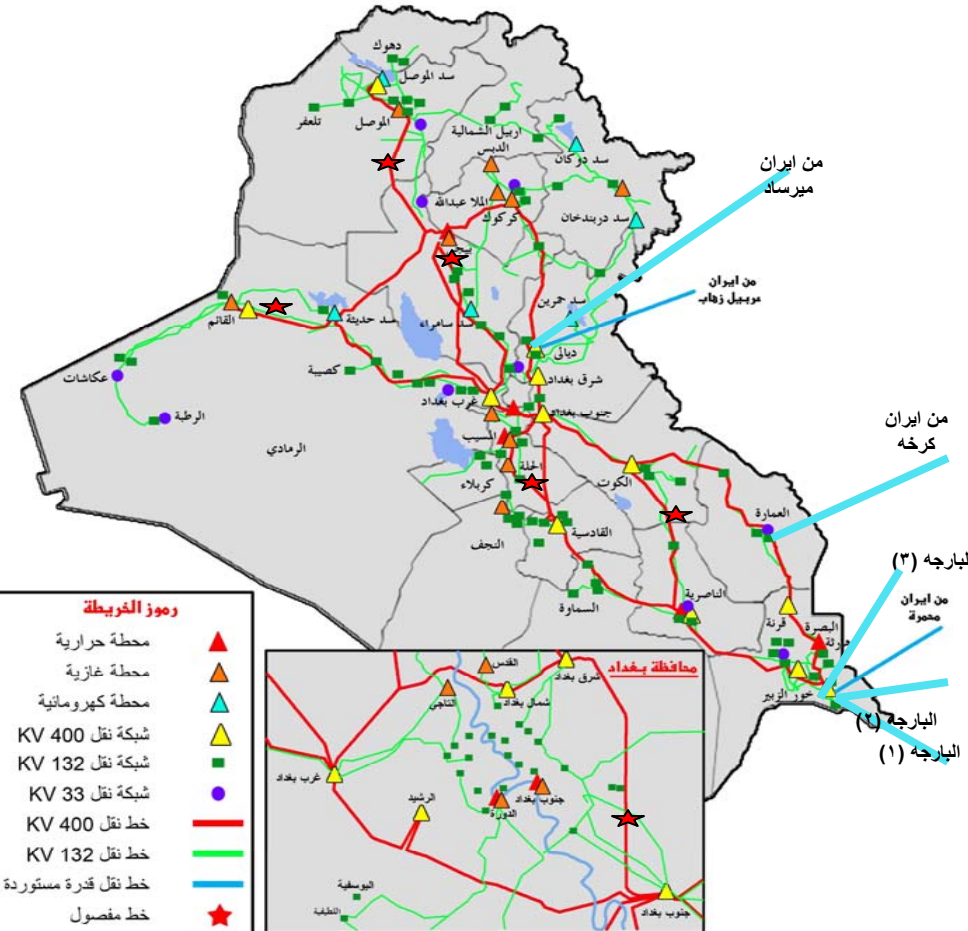 دهوك
سد الموصل
تلعفر
الموصل
اربيل الشمالية
الدبس
سد دوكان
من ايران
ميرساد
الملا عبدالله
كركوك
سد دربندخان
بيجي
من ايران
سربيل زهاب
سد حمرين
القائم
سد حديثة
سد سامراء
ديالى
عكاشات
كصيبة
شرق بغداد
غرب بغداد
جنوب بغداد
الرطبة
المسيب
من ايران
كرخه
الرمادي
الحلة
الكوت
كربلاء
العمارة
القادسية
النجف
البارجه (٣)
الناصرية
السماوة
من ايران
محمرة
قرنة
البصرة
خور الزبير
البارجه (٢)
البارجه (١)
رموز الخريطة
محطة حرارية
محطة غازية
محطة كهرومائية
شبكة نقل 400 KV
شبكة نقل 132 KV
شبكة نقل 33 KV
خط نقل 400 KV
خط نقل 132 KV
خط نقل قدرة مستوردة
خط مفصول
محافظة بغداد
القدس
شرق بغداد
التاجي
شمال بغداد
غرب بغداد
الرشيد
جنوب بغداد
الدورة
اليوسفية
اللطيفية
جنوب بغداد